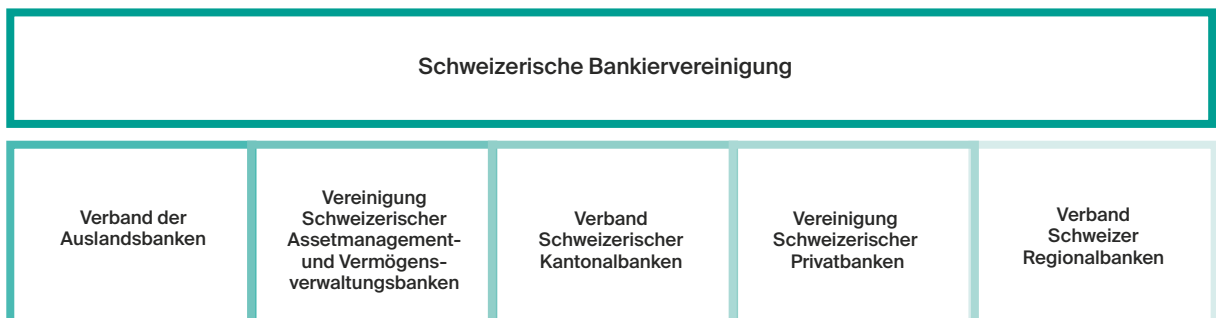 Schweizerische Bankiervereinigung
Verband der
Auslandsbanken
Vereinigung
Schweizerischer
Assetmanagement-
und Vermögens-
verwaltungsbanken
Verband
Schweizerischer
Kantonalbanken
Vereinigung
Schweizerischer
Privatbanken
Verband
Schweizer
Regionalbanken